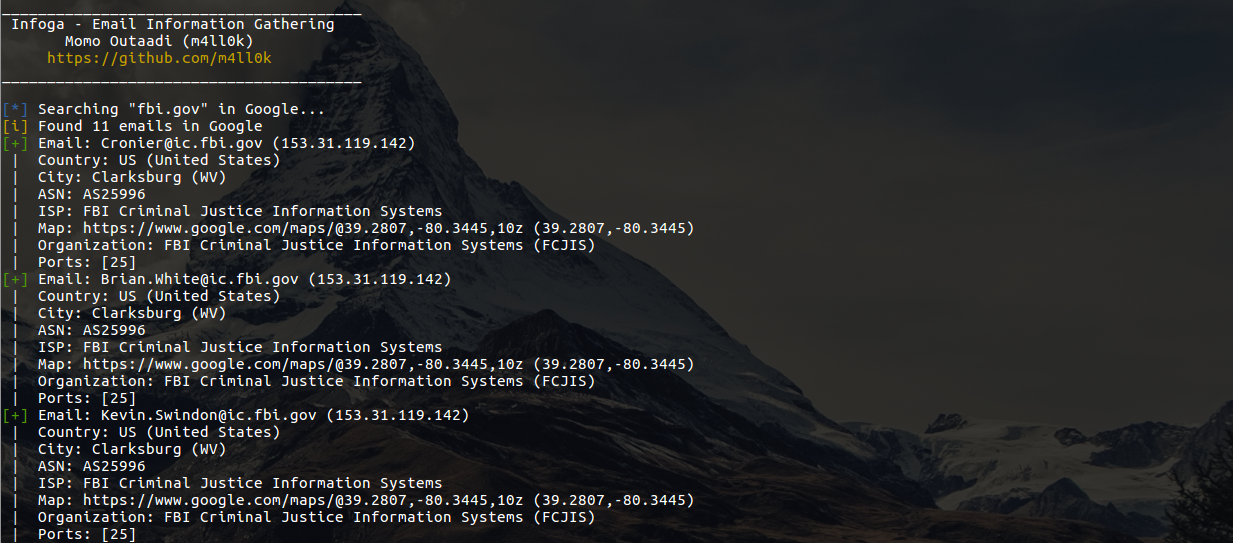 ________________________________________
Infoga - Email Information Gathering
Momo Outaadi (m4ll0k)
https://github.com/m4ll0k
________________________________________
[*] Searching "fbi.gov" in Google...
[i] Found 11 emails in Google
[+] Email: Cronier@ic.fbi.gov (153.31.119.142)
| Country: US (United States)
| City: Clarksburg (WV)
| ASN: AS25996
| ISP: FBI Criminal Justice Information Systems
| Map: https://www.google.com/maps/@39.2807,-80.3445,10z (39.2807,-80.3445)
| Organization: FBI Criminal Justice Information Systems (FCJIS)
| Ports: [25]
[+] Email: Brian.White@ic.fbi.gov (153.31.119.142)
| Country: US (United States)
| City: Clarksburg (WV)
| ASN: AS25996
| ISP: FBI Criminal Justice Information Systems
| Map: https://www.google.com/maps/@39.2807,-80.3445,10z (39.2807,-80.3445)
| Organization: FBI Criminal Justice Information Systems (FCJIS)
| Ports: [25]
[+] Email: Kevin.Swindon@ic.fbi.gov (153.31.119.142)
| Country: US (United States)
| City: Clarksburg (WV)
| ASN: AS25996
| ISP: FBI Criminal Justice Information Systems
| Map: https://www.google.com/maps/@39.2807,-80.3445,10z (39.2807,-80.3445)
| Organization: FBI Criminal Justice Information Systems (FCJIS)
| Ports: [25]